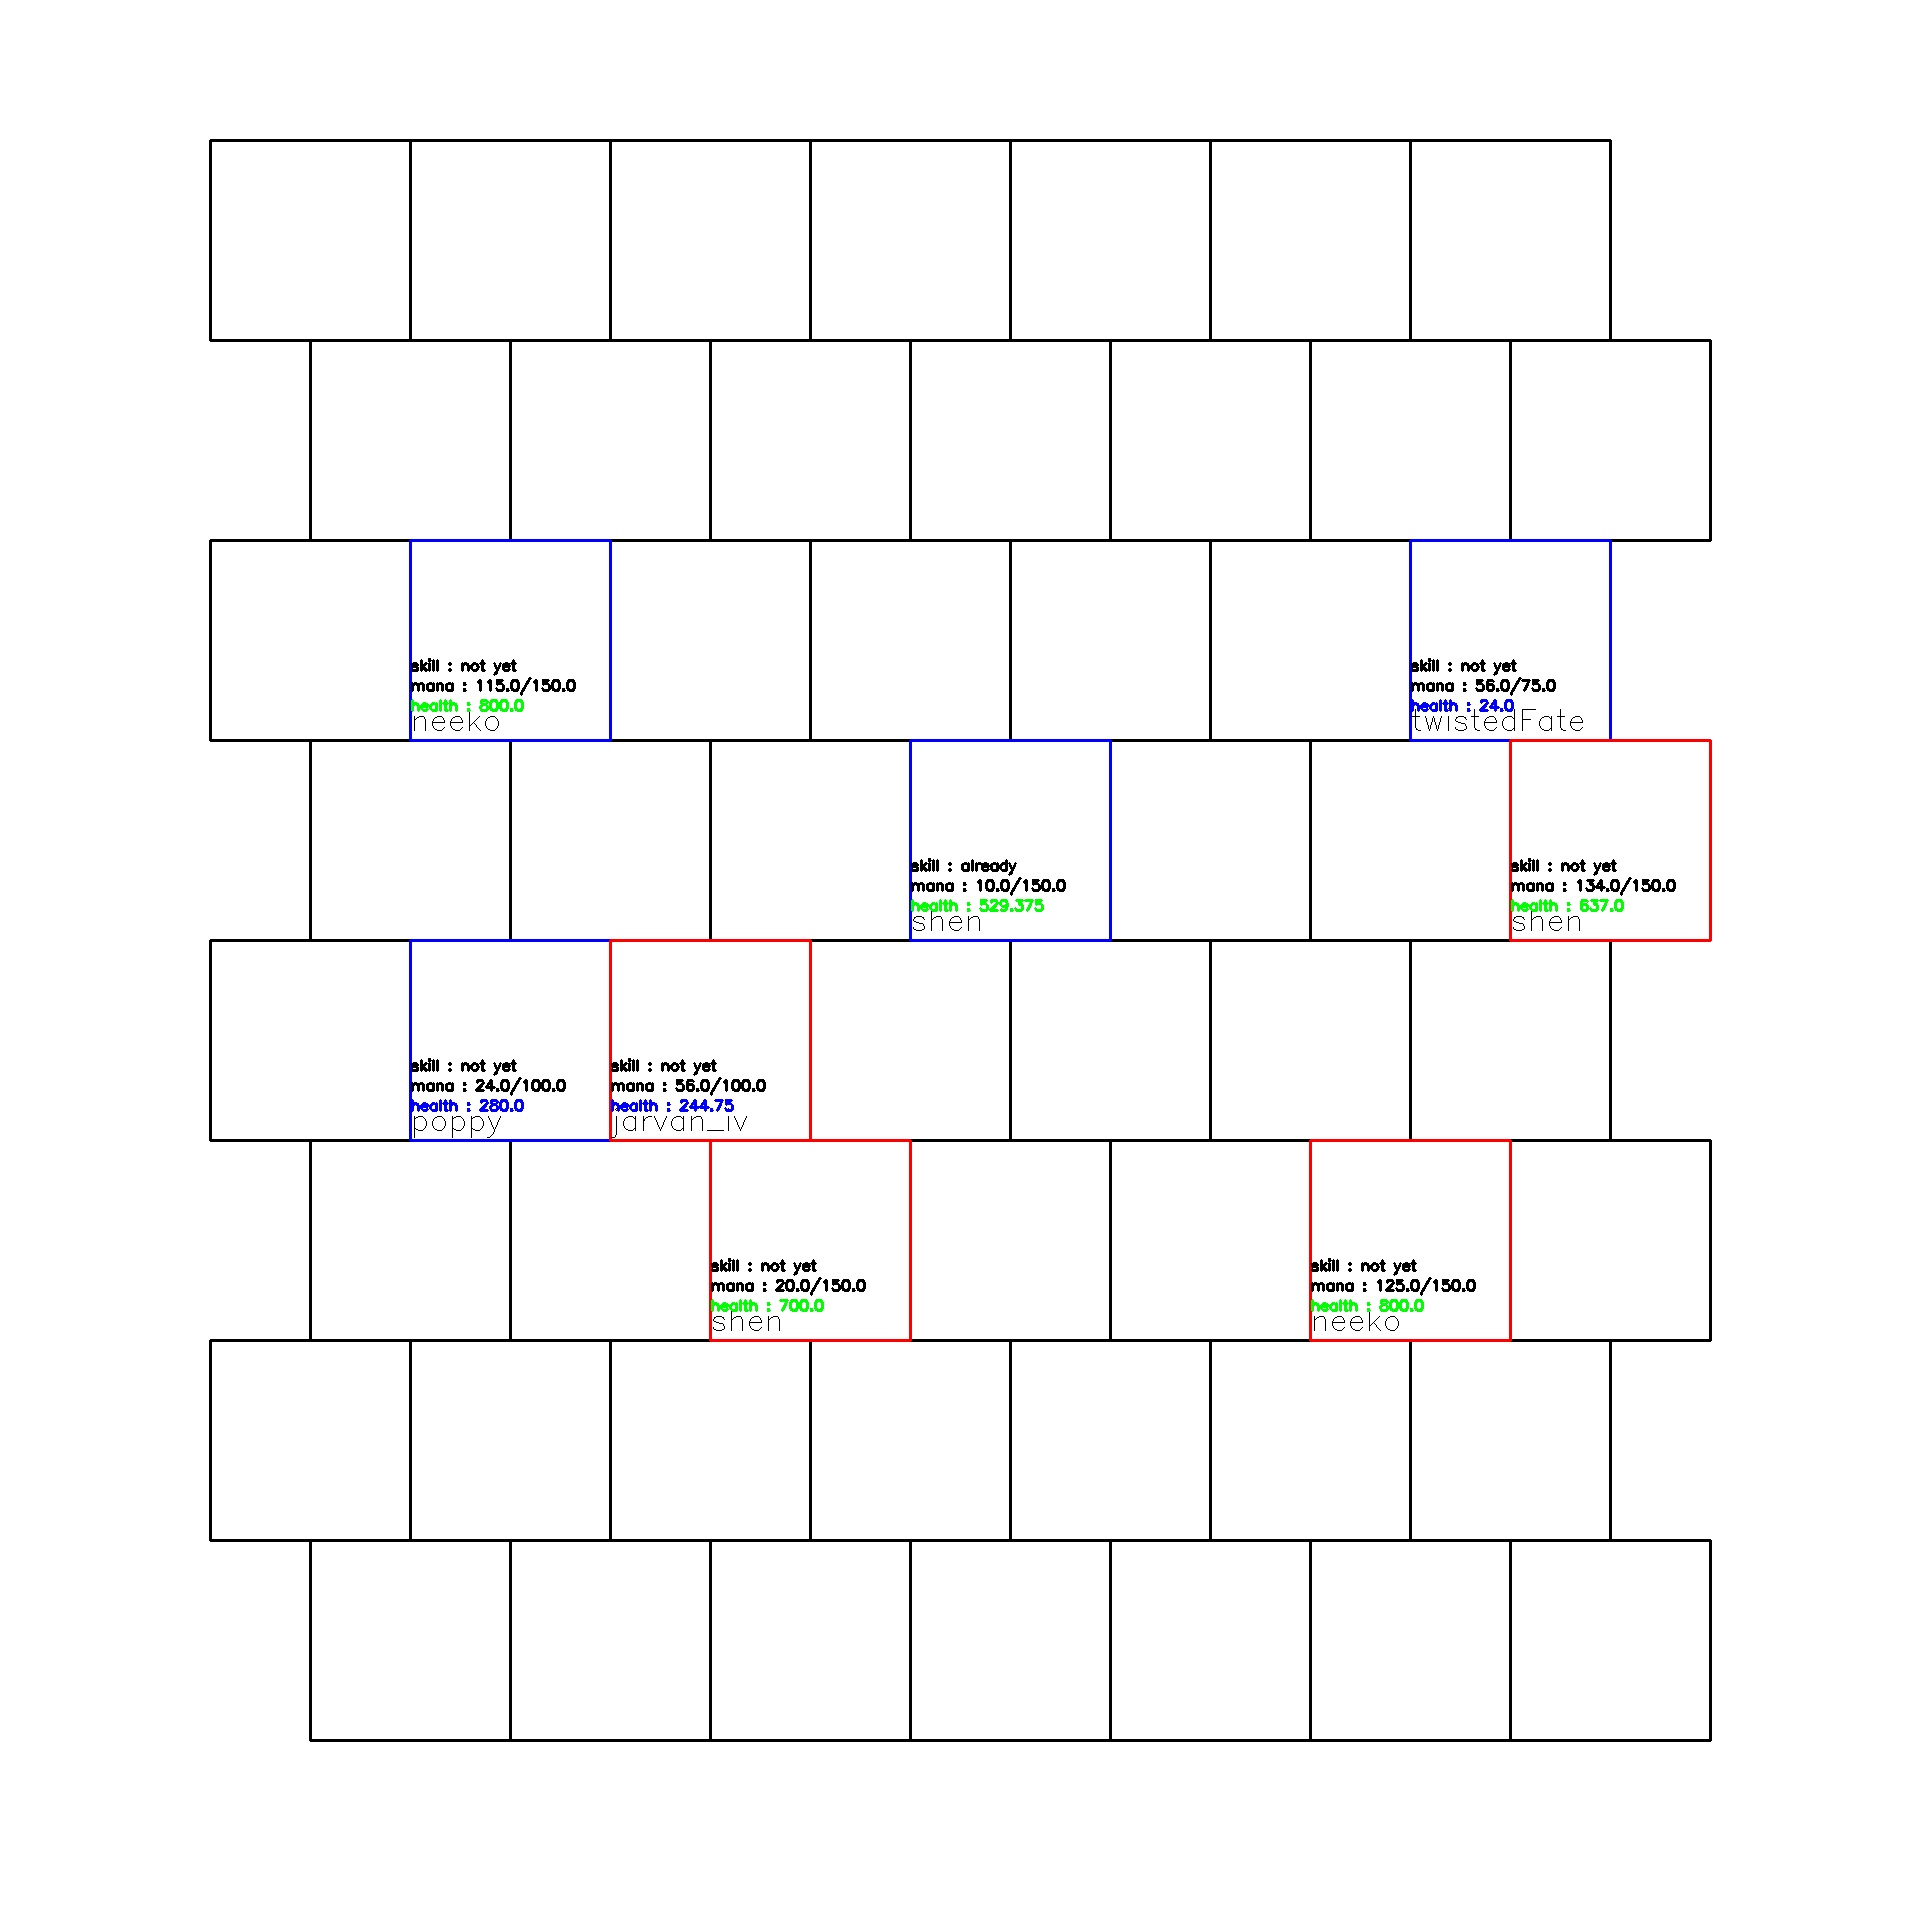 skill : not yet
mana : 115.0/150.0
health : 800.0
neeko
skill : not yet
mana : 56.0/75.0
health : 24.0
twistedFate
skill : already
mana : 10.0/150.0
health : 529.375
shen
skill : not yet
mana : 134.0/150.0
health : 637.0
shen
skill : not yet
mana : 24.0/100.0
health : 280.0
poppy
skill : not yet
mana : 56.0/100.0
health : 244.75
jarvan_iv
skill : not yet
mana : 20.0/150.0
health : 700.0
shen
skill : not yet
mana : 125.0/150.0
health : 800.0
neeko